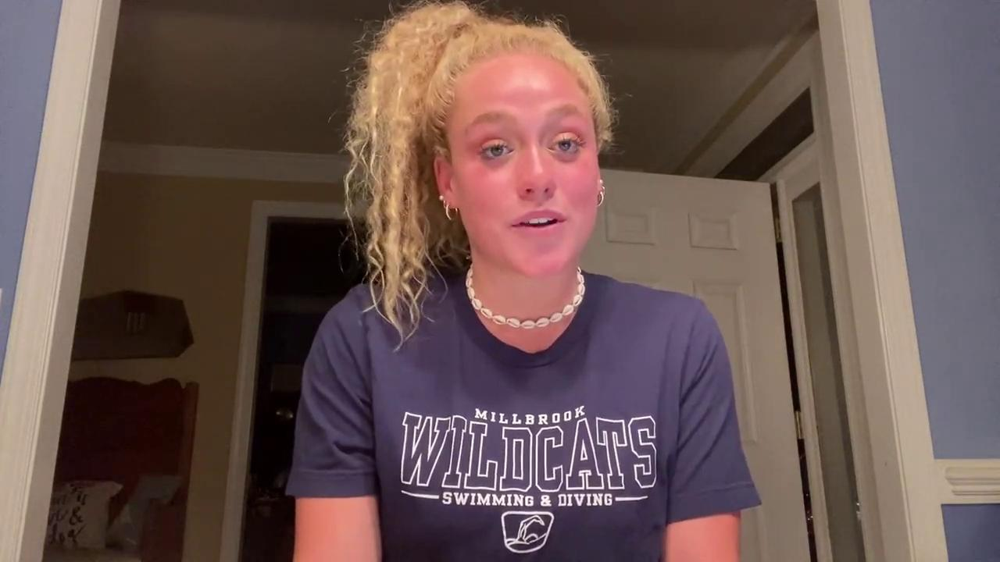 MILLBROOK
WILDCATS
SWIMMING & DIVING
&